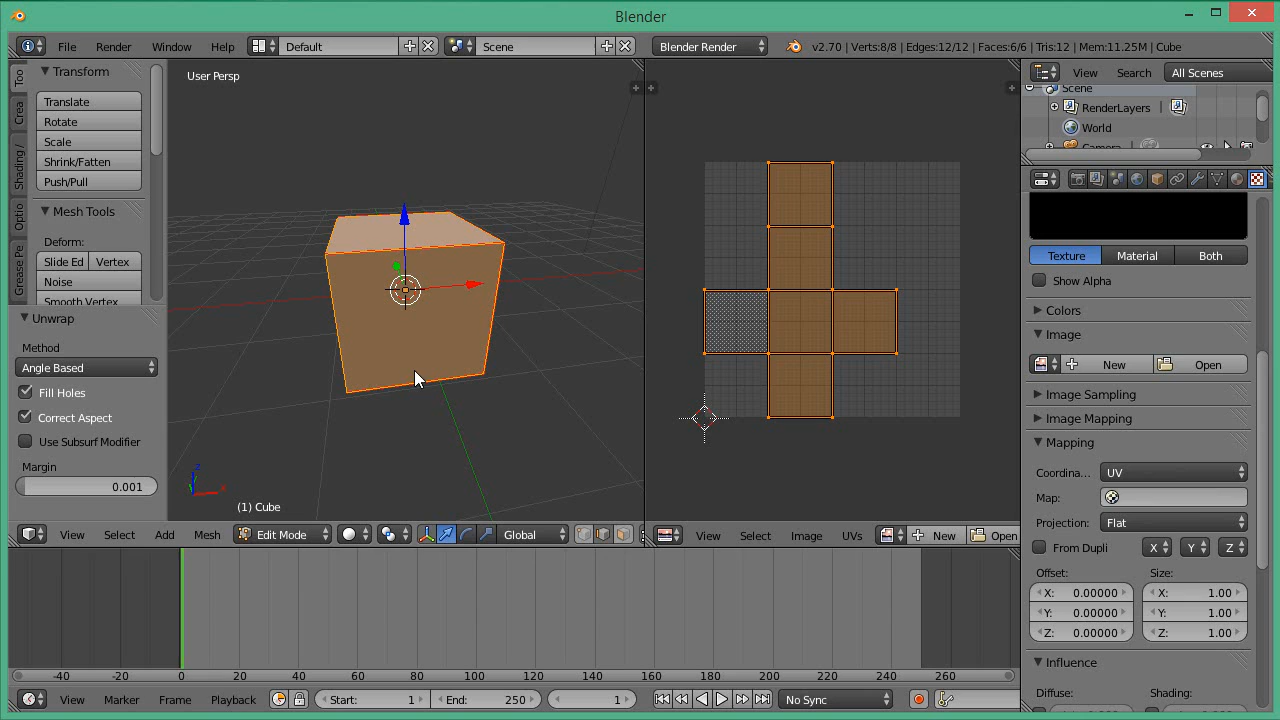 Blender
File Render Window Help Default Scene Blender Render v2.70 | Verts:8/8 | Edges:12/12 | Faces:6/6 | Tris:12 | Mem:11.25M | Cube
Too
Crea
Shading /
Optio
Grease Pe
Transform
Translate
Rotate
Scale
Shrink/Fatten
Push/Pull
Mesh Tools
Deform:
Slide Ed Vertex
Noise
Smooth Vertex
Unwrap
Method
Angle Based
Fill Holes
Correct Aspect
Use Subsurf Modifier
Margin
0.001
User Persp
z
x
(1) Cube
View Select Add Mesh Edit Mode Global
View Select Image UVs New Open
View Search All Scenes
Scene
RenderLayers |
World
Camera
Texture Material Both
Show Alpha
Colors
Image
New Open
Image Sampling
Image Mapping
Mapping
Coordina... UV
Map:
Projection: Flat
From Dupli X Y Z
Offset: Size:
X: 0.00000 X: 1.00
Y: 0.00000 Y: 1.00
Z: 0.00000 Z: 1.00
Influence
Diffuse: Shading:
-40 -20 0 20 40 60 80 100 120 140 160 180 200 220 240 260
View Marker Frame Playback Start: 1 End: 250 1 No Sync